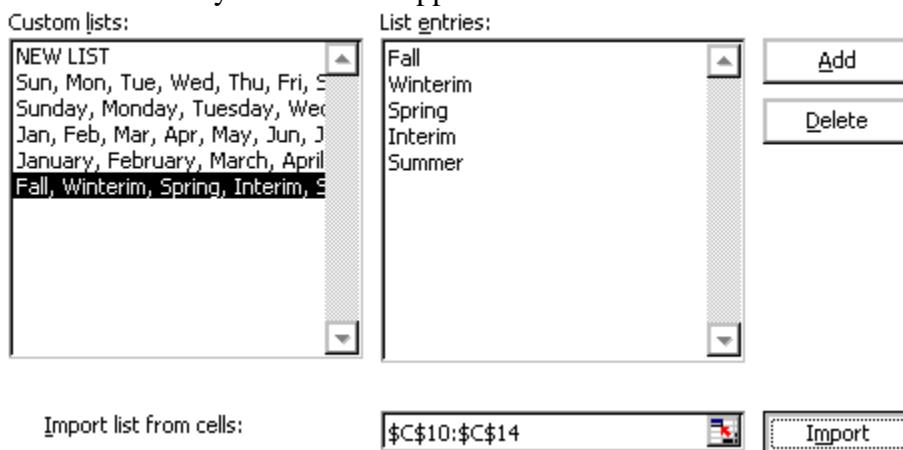 Custom lists:
NEW LIST
Sun, Mon, Tue, Wed, Thu, Fri, S
Sunday, Monday, Tuesday, Wed
Jan, Feb, Mar, Apr, May, Jun, J
January, February, March, April
Fall, Winterim, Spring, Interim, S
List entries:
Fall
Winterim
Spring
Interim
Summer
Add
Delete
Import list from cells:
$C$10:$C$14
Import